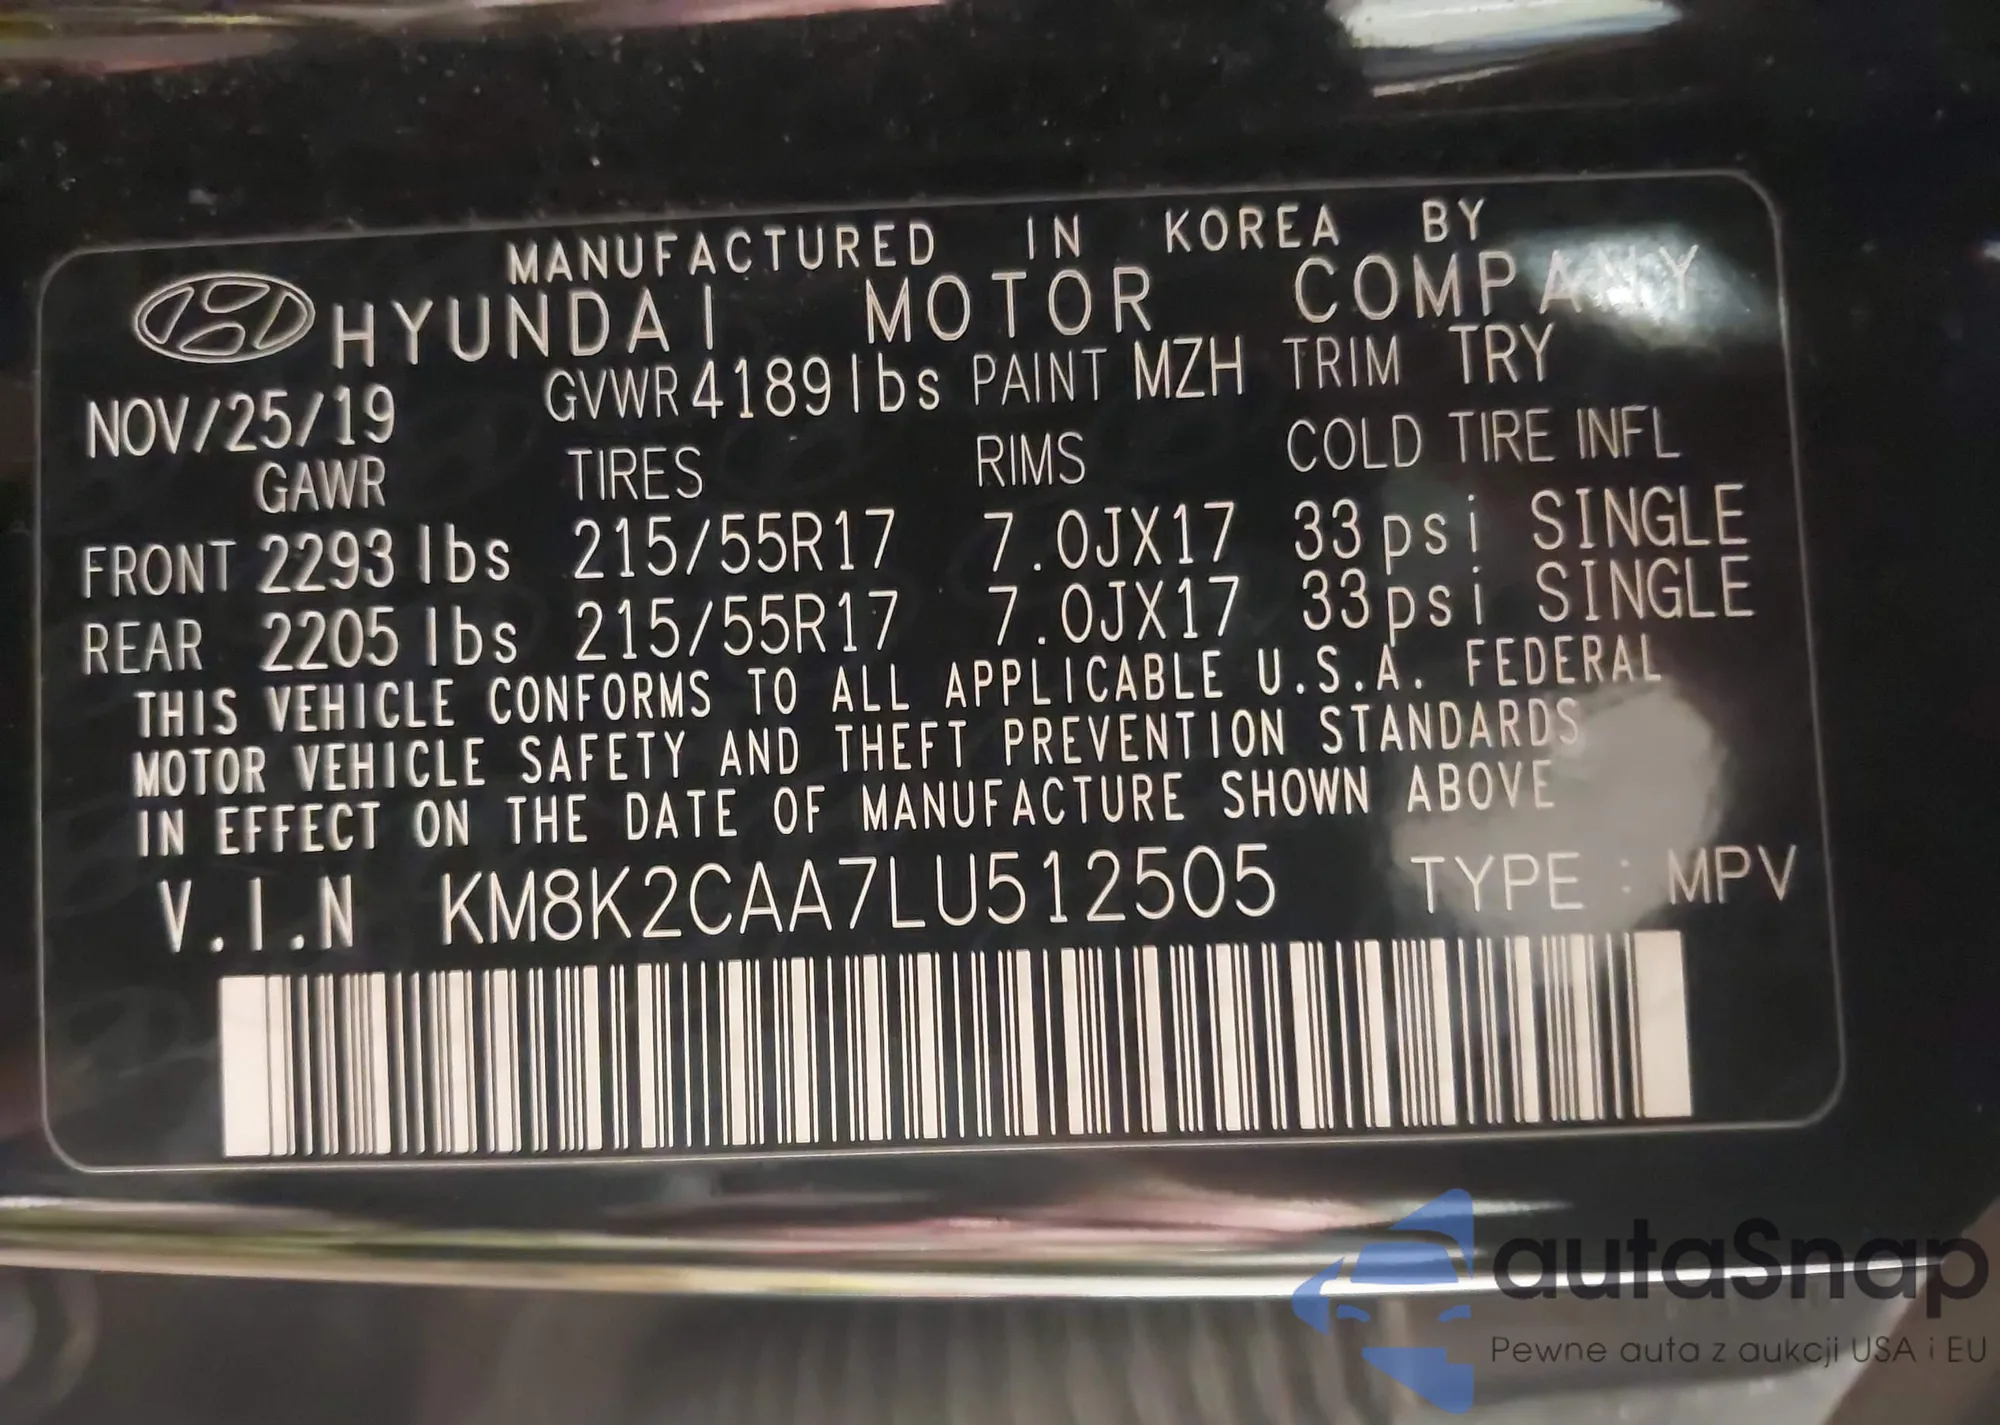 MANUFACTURED IN KOREA BY
HYUNDAI MOTOR COMPANY
NOV/25/19 GVWR 4189 lbs PAINT MZH TRIM TRY
GAWR TIRES RIMS COLD TIRE INFL
FRONT 2293 lbs 215/55R17 7.0JX17 33 psi SINGLE
REAR 2205 lbs 215/55R17 7.0JX17 33 psi SINGLE
THIS VEHICLE CONFORMS TO ALL APPLICABLE U.S.A. FEDERAL
MOTOR VEHICLE SAFETY AND THEFT PREVENTION STANDARDS
IN EFFECT ON THE DATE OF MANUFACTURE SHOWN ABOVE
V.I.N KM8K2CAA7LU512505 TYPE : MPV
autaSnap
Pewne auta z aukcji USA i EU